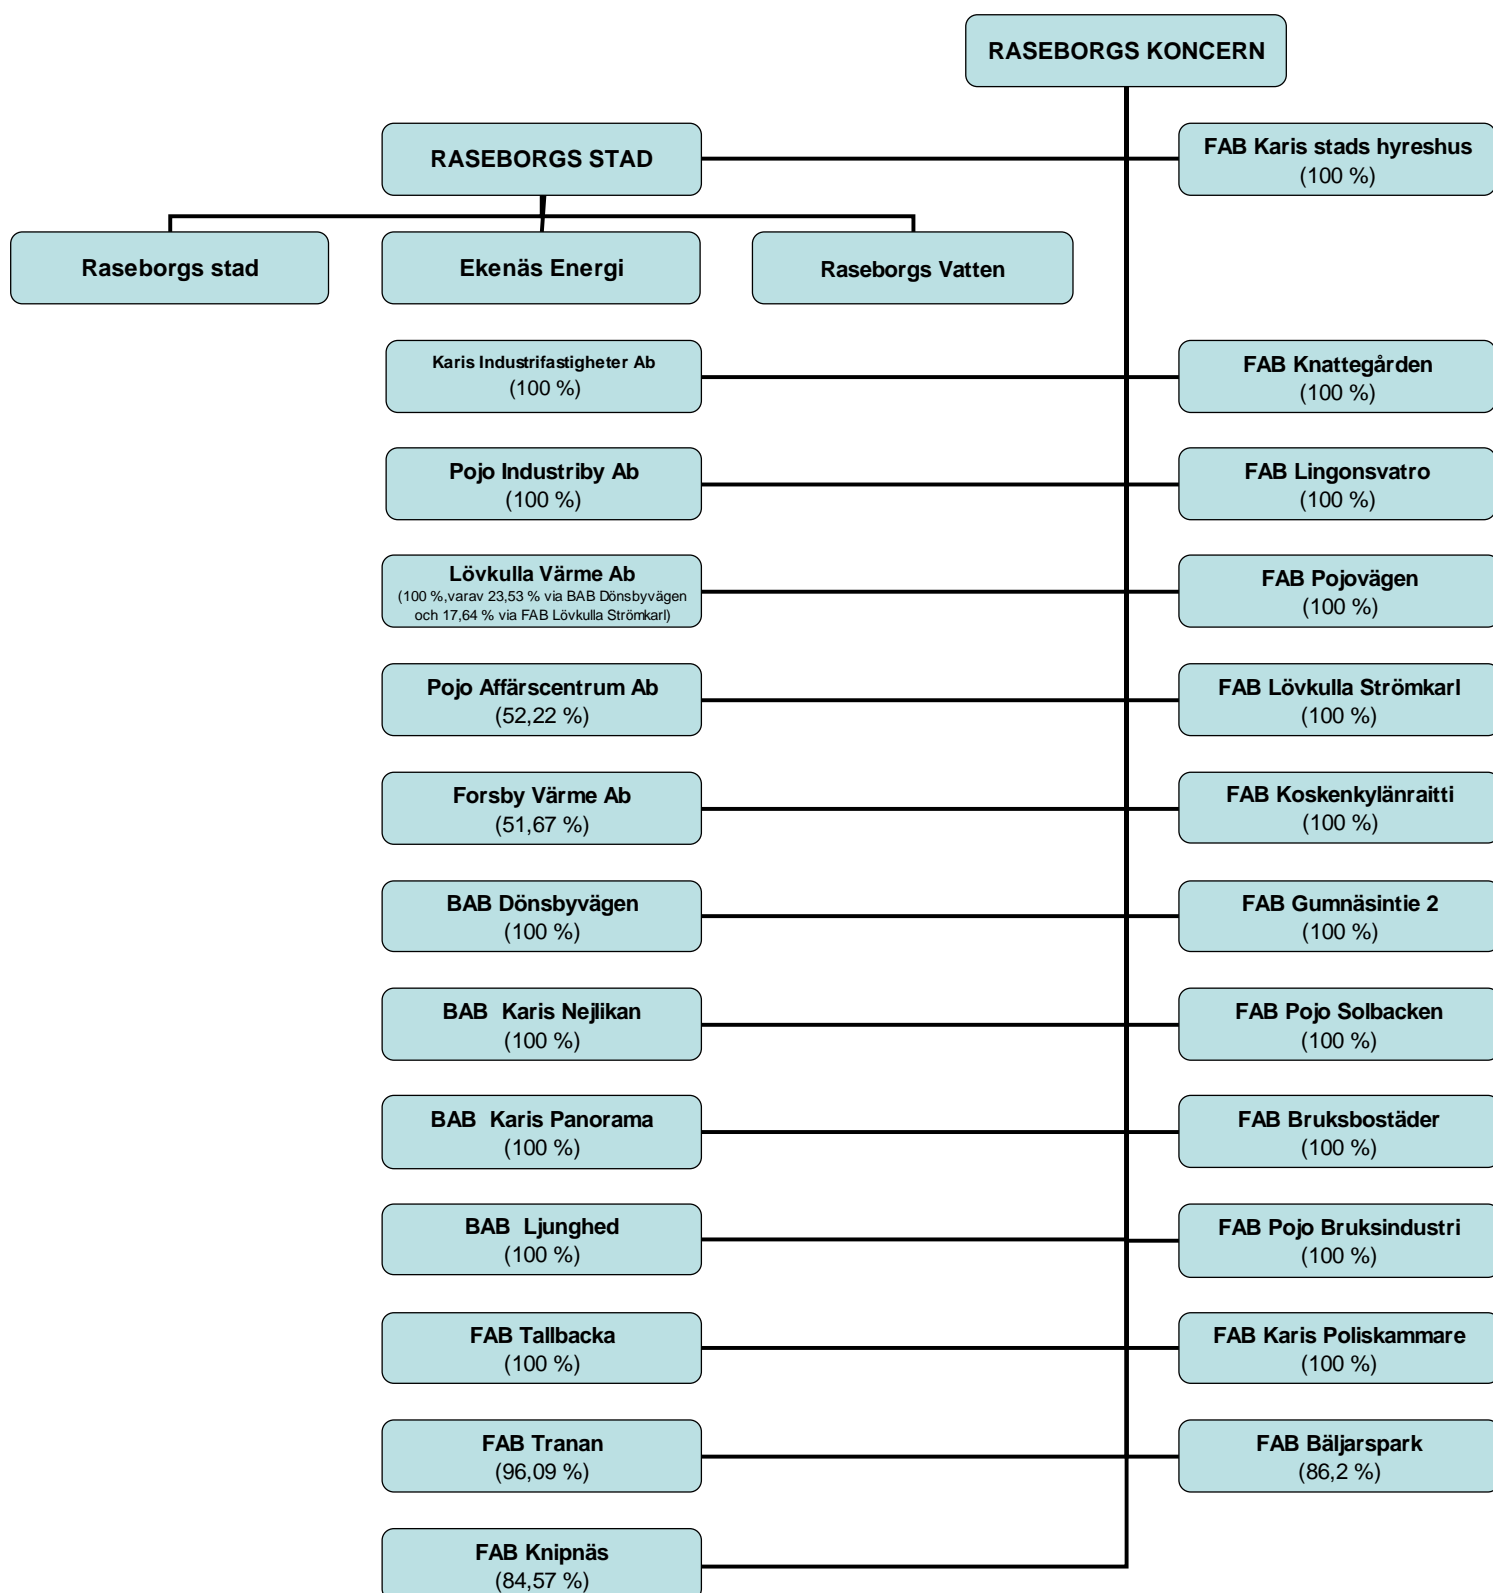 RASEBORGS KONCERN
RASEBORGS STAD
FAB Karis stads hyreshus
(100 %)
Raseborgs stad
Ekenäs Energi
Raseborgs Vatten
Karis Industrifastigheter Ab
(100 %)
FAB Knattegården
(100 %)
Pojo Industriby Ab
(100 %)
FAB Lingonsvatro
(100 %)
Lövkulla Värme Ab
(100 %,varav 23,53 % via BAB Dönsbyvägen
och 17,64 % via FAB Lövkulla Strömkarl)
FAB Pojovägen
(100 %)
Pojo Affärscentrum Ab
(52,22 %)
FAB Lövkulla Strömkarl
(100 %)
Forsby Värme Ab
(51,67 %)
FAB Koskenkylänraitti
(100 %)
BAB Dönsbyvägen
(100 %)
FAB Gumnäsintie 2
(100 %)
BAB  Karis Nejlikan
(100 %)
FAB Pojo Solbacken
(100 %)
BAB  Karis Panorama
(100 %)
FAB Bruksbostäder
(100 %)
BAB  Ljunghed
(100 %)
FAB Pojo Bruksindustri
(100 %)
FAB Tallbacka
(100 %)
FAB Karis Poliskammare
(100 %)
FAB Tranan
(96,09 %)
FAB Bäljarspark
(86,2 %)
FAB Knipnäs
(84,57 %)